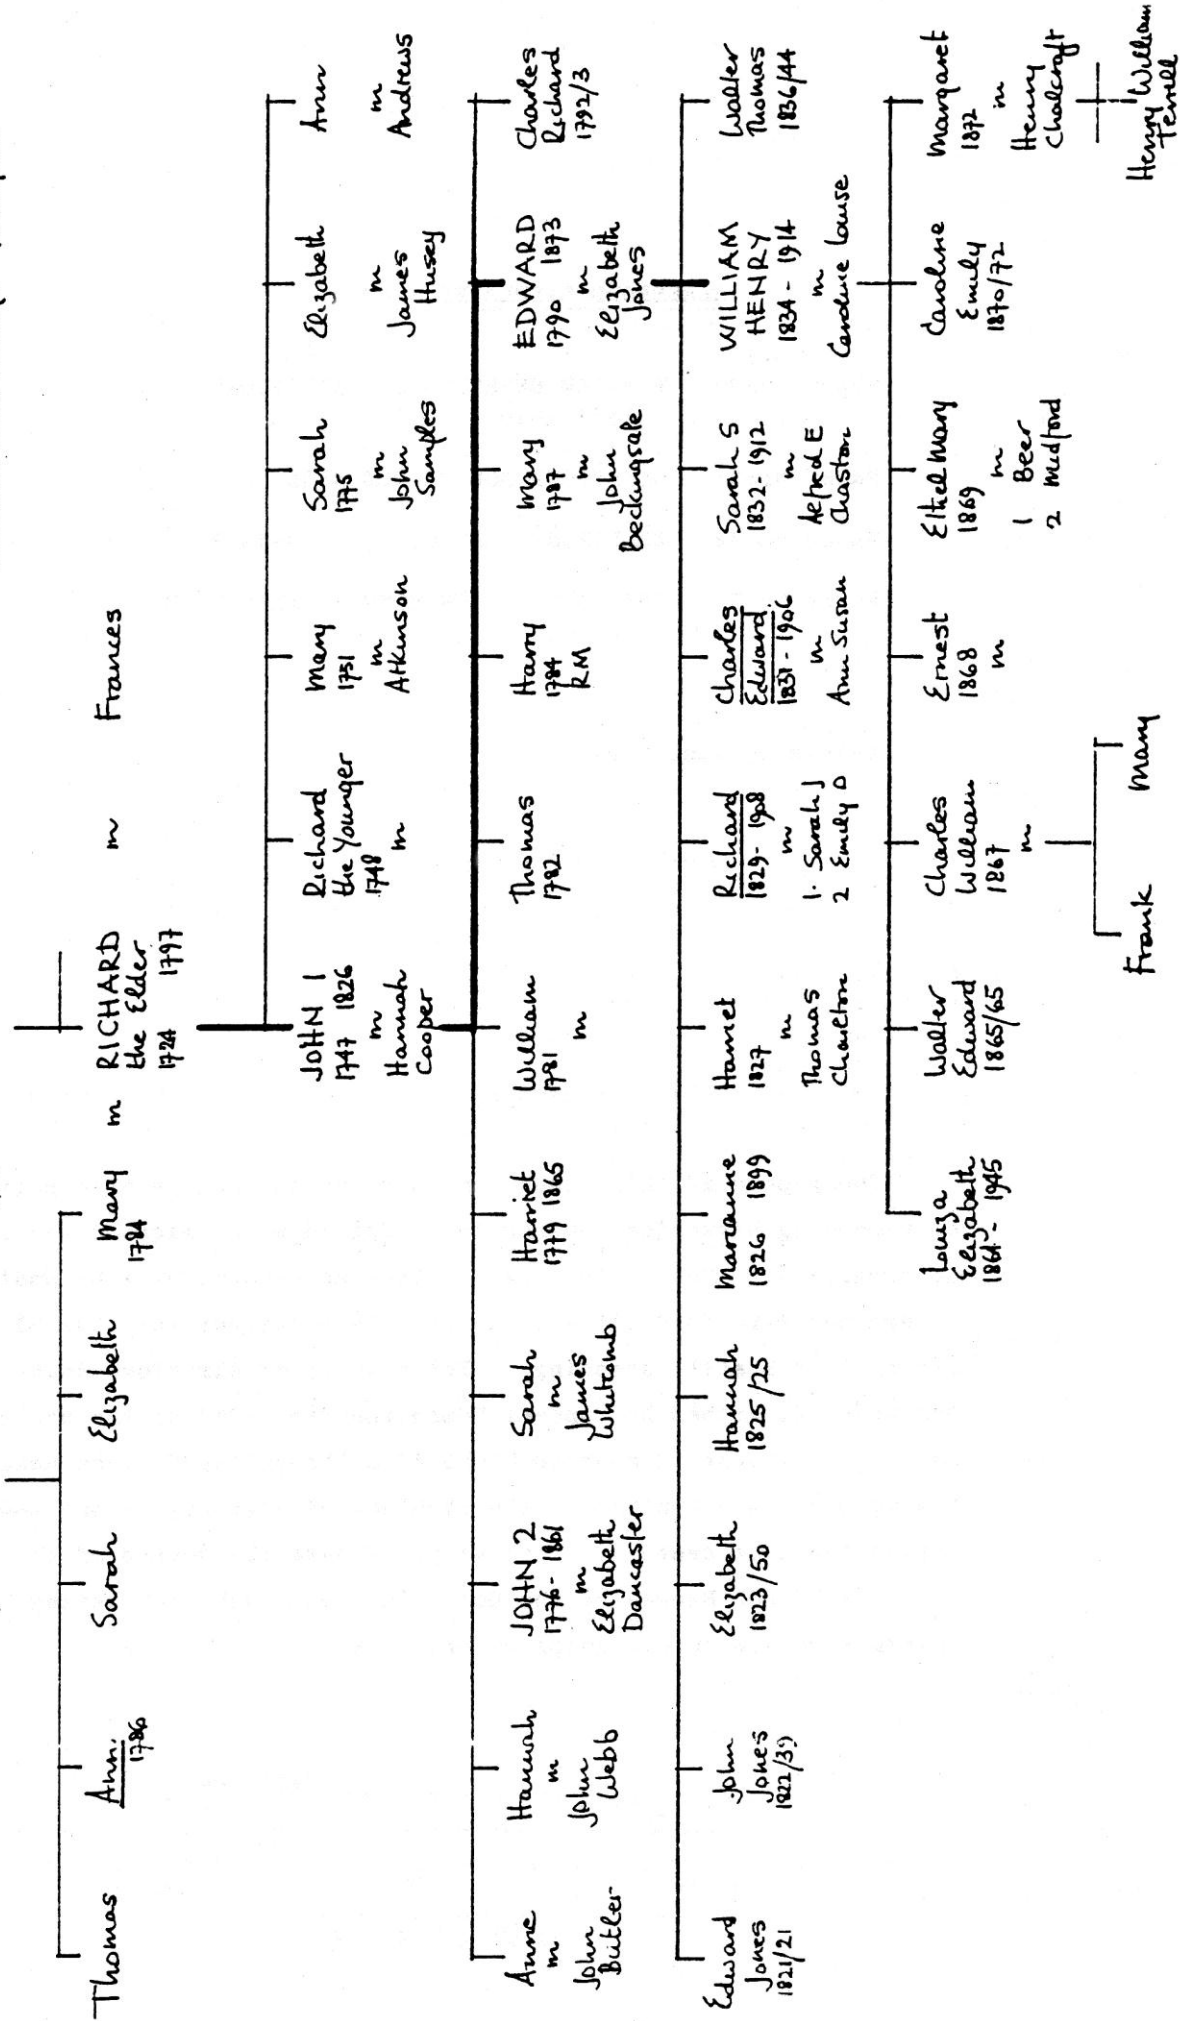 Thomas
Ann.
1786
Sarah
Elizabeth
Mary
1784
m
RICHARD
the Elder
1724 1797
m
Frances
JOHN 1
1747 1826
m
Hannah
Cooper
Richard
the Younger
1748
m
Mary
1751
m
Atkinson
Sarah
1775
m
John
Samples
Elizabeth
m
James
Husey
Ann
m
Andrews
Anne
m
John
Butler
Hannah
m
John
Webb
JOHN 2
1776 - 1861
m
Elizabeth
Dancaster
Sarah
m
James
Whitcomb
Harriet
1779 1865
William
1781
m
Thomas
1782
Harry
1784
RM
Mary
1787
m
John
Beckingsale
EDWARD
1790 1873
m
Elizabeth
Jones
Charles
Richard
1792/3
Edward
Jones
1821/21
John
Jones
1822/39
Elizabeth
1823/50
Hannah
1825/25
Marianne
1826 1899
Harriet
1827
m
Thomas
Charlton
Richard
1829 - 1908
m
1. Sarah J
2 Emily D
Charles
Edward
1831 - 1906
m
Ann Susan
Sarah S
1832 - 1912
m
Alfred E
Chaston
WILLIAM
HENRY
1834 - 1914
m
Caroline Louise
Walter
Thomas
1836/44
Louiza
Elizabeth
1864 - 1945
Walter
Edward
1865/65
Charles
William
1867
m
Ernest
1868
m
Ethel Mary
1869
m
1 Beer
2 Mudford
Caroline
Emily
1870/72
Margaret
1872
m
Henry
Chalcraft
Frank
Mary
Henry William
Terrell